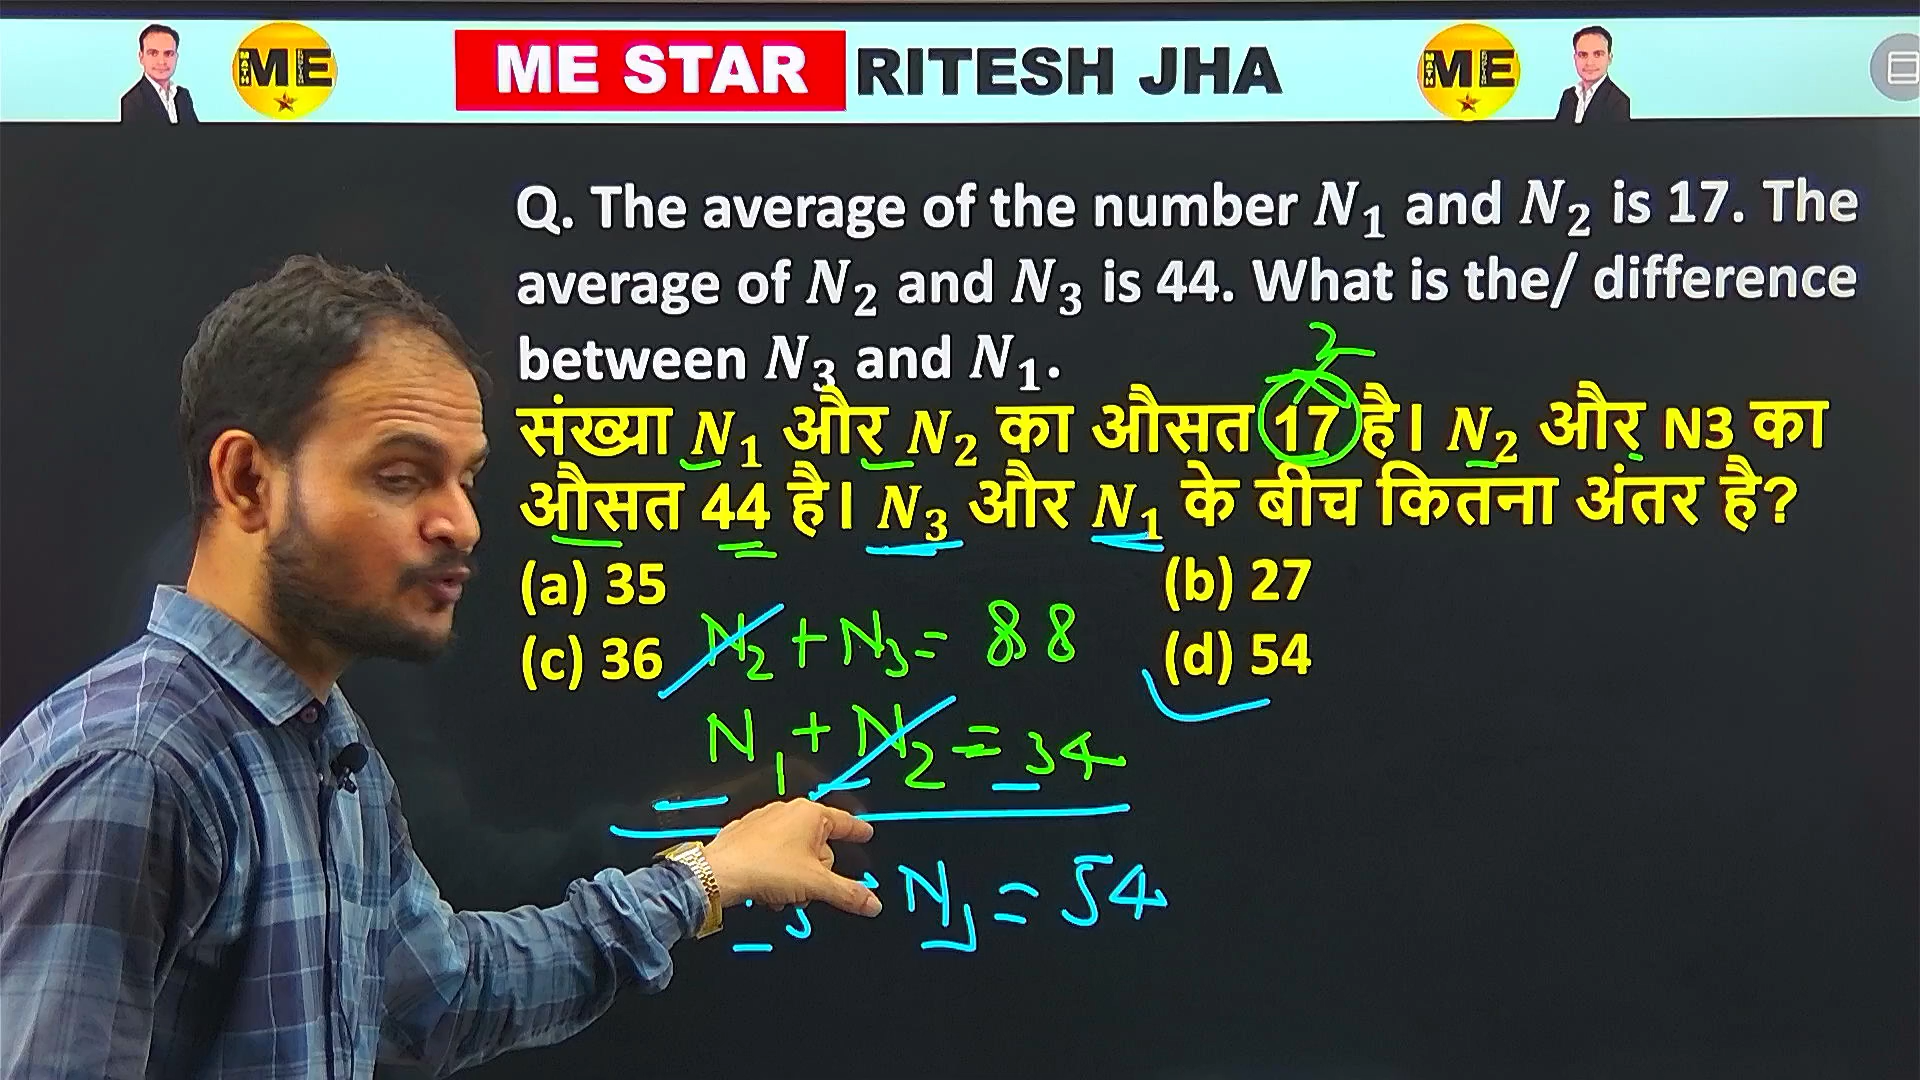 ME STAR RITESH JHA
ME
ME
Q. The average of the number N₁ and N₂ is 17. The
average of N₂ and N₃ is 44. What is the/ difference
between N₃ and N₁.
2
संख्या N₁ और N₂ का औसत 17 है। N₂ और N3 का
औसत 44 है। N₃ और N₁ के बीच कितना अंतर है?
(a) 35 (b) 27
(c) 36 (d) 54
N₂ + N₃ = 88
N₁ + N₂ = 34
= 54